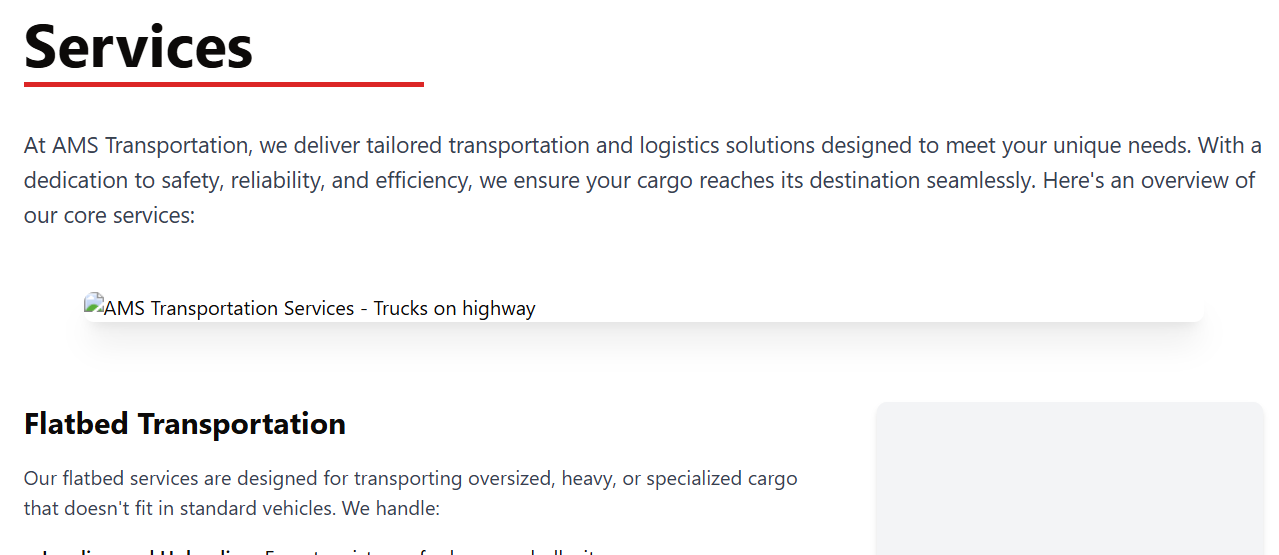 Services
At AMS Transportation, we deliver tailored transportation and logistics solutions designed to meet your unique needs. With a
dedication to safety, reliability, and efficiency, we ensure your cargo reaches its destination seamlessly. Here's an overview of
our core services:
AMS Transportation Services - Trucks on highway
Flatbed Transportation
Our flatbed services are designed for transporting oversized, heavy, or specialized cargo
that doesn't fit in standard vehicles. We handle: